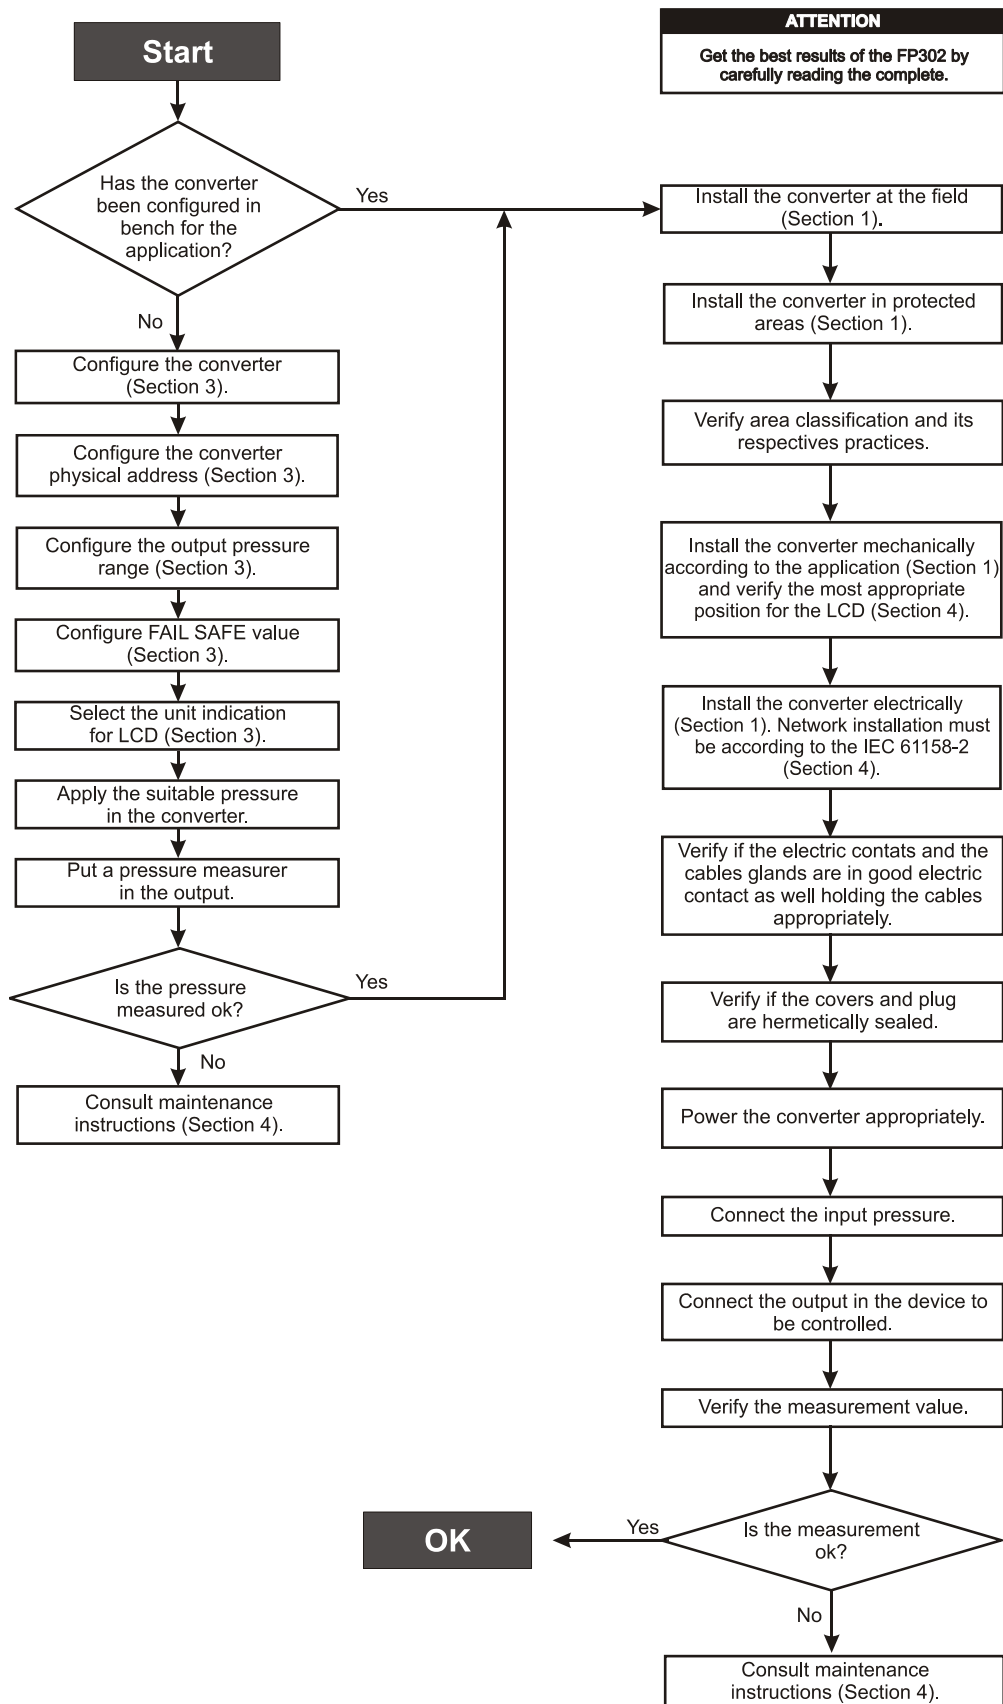 Start
Has the converter
been configured in
bench for the
application?
Yes
No
Configure the converter
(Section 3).
Configure the converter
physical address (Section 3).
Configure the output pressure
range (Section 3).
Configure FAIL SAFE value
(Section 3).
Select the unit indication
for LCD (Section 3).
Apply the suitable pressure
in the converter.
Put a pressure measurer
in the output.
Is the pressure
measured ok?
Yes
No
Consult maintenance
instructions (Section 4).
ATTENTION
Get the best results of the FP302 by
carefully reading the complete.
Install the converter at the field
(Section 1).
Install the converter in protected
areas (Section 1).
Verify area classification and its
respectives practices.
Install the converter mechanically
according to the application (Section 1)
and verify the most appropriate
position for the LCD (Section 4).
Install the converter electrically
(Section 1). Network installation must
be according to the IEC 61158-2
(Section 4).
Verify if the electric contats and the
cables glands are in good electric
contact as well holding the cables
appropriately.
Verify if the covers and plug
are hermetically sealed.
Power the converter appropriately.
Connect the input pressure.
Connect the output in the device to
be controlled.
Verify the measurement value.
Is the measurement
ok?
Yes
OK
No
Consult maintenance
instructions (Section 4).